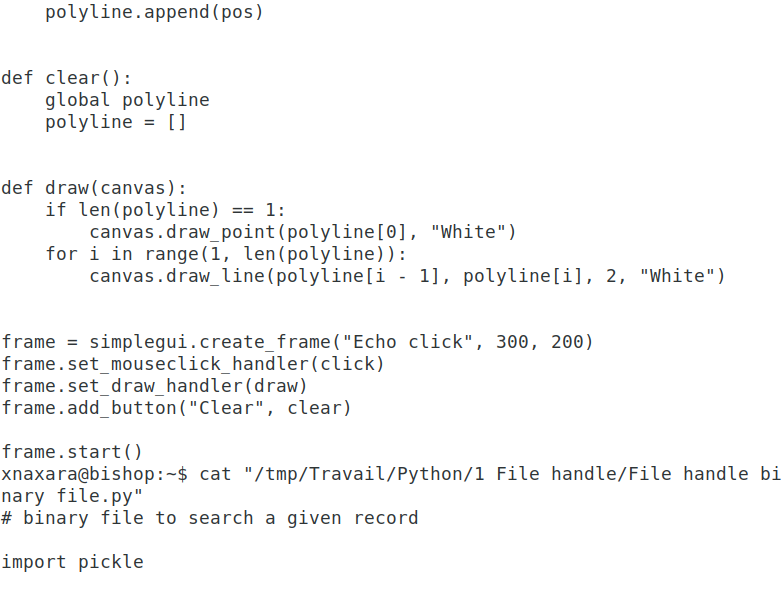 polyline.append(pos)


def clear():
    global polyline
    polyline = []


def draw(canvas):
    if len(polyline) == 1:
        canvas.draw_point(polyline[0], "White")
    for i in range(1, len(polyline)):
        canvas.draw_line(polyline[i - 1], polyline[i], 2, "White")


frame = simplegui.create_frame("Echo click", 300, 200)
frame.set_mouseclick_handler(click)
frame.set_draw_handler(draw)
frame.add_button("Clear", clear)

frame.start()
xnaxara@bishop:~$ cat "/tmp/Travail/Python/1 File handle/File handle bi
nary file.py"
# binary file to search a given record

import pickle